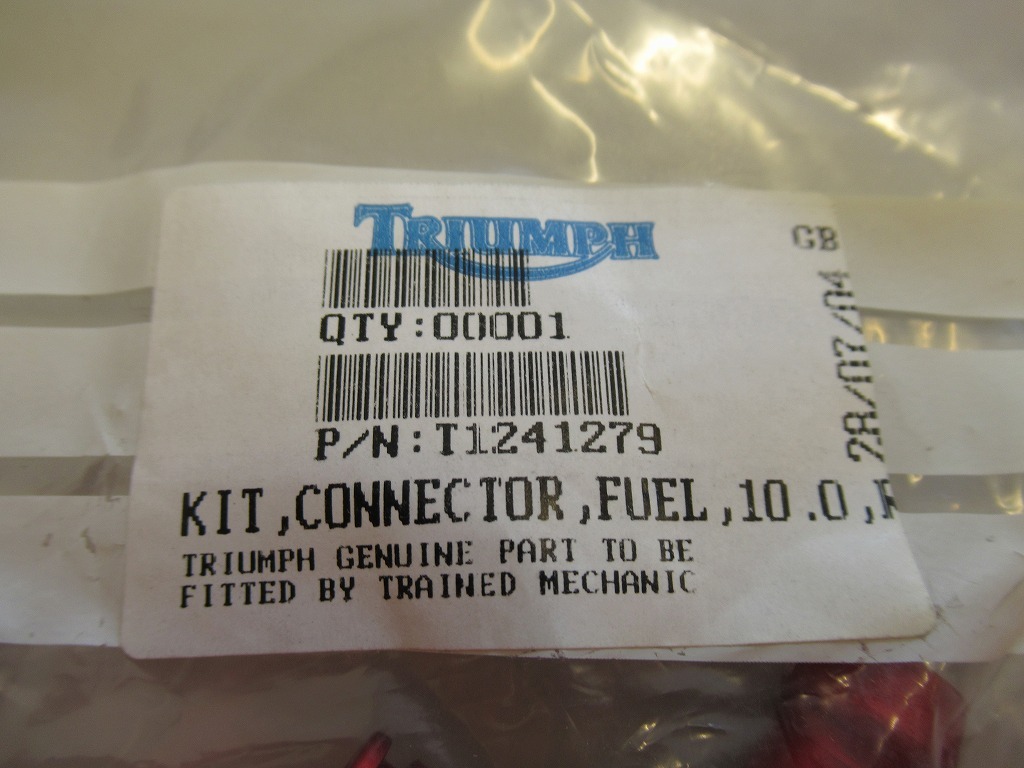 TRIUMPH
GB
QTY:00001
28/07/04
P/N:T1241279
KIT,CONNECTOR,FUEL,10.0,
TRIUMPH GENUINE PART TO BE
FITTED BY TRAINED MECHANIC